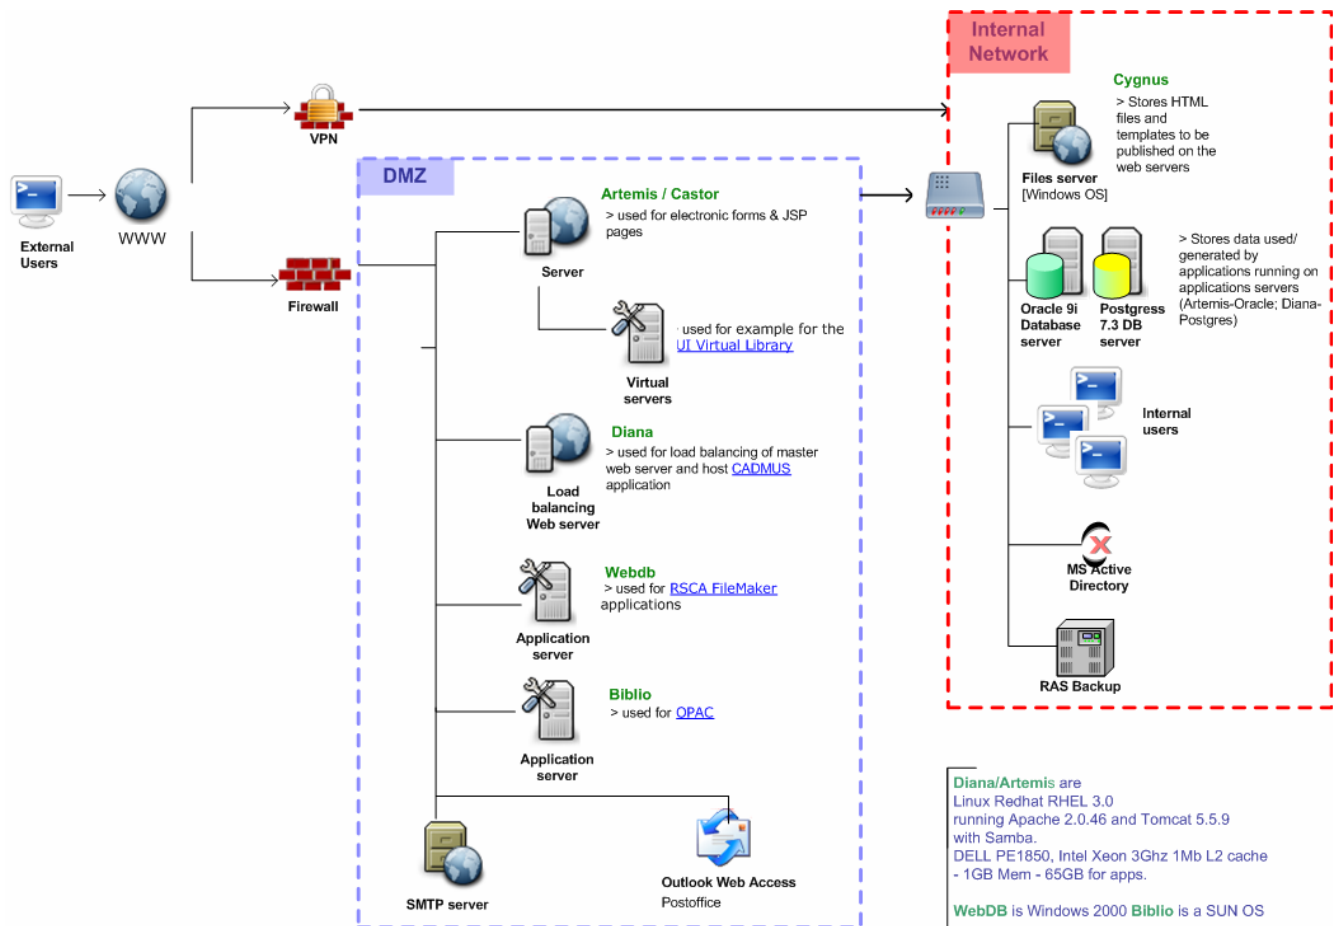 Internal
Network
Cygnus
> Stores HTML
files and
templates to be
published on the
web servers
Files server
[Windows OS]
VPN
DMZ
External
Users
WWW
Firewall
Artemis / Castor
> used for electronic forms & JSP
pages
Server
used for example for the
UI Virtual Library
Virtual
servers
> Stores data used/
generated by
applications running on
applications servers
(Artemis-Oracle; Diana-
Postgres)
Oracle 9i
Database
server
Postgress
7.3 DB
server
Internal
users
Diana
> used for load balancing of master
web server and host CADMUS
application
Load
balancing
Web server
MS Active
Directory
Webdb
> used for RSCA FileMaker
applications
Application
server
RAS Backup
Biblio
> used for OPAC
Application
server
SMTP server
Outlook Web Access
Postoffice
Diana/Artemis are
Linux Redhat RHEL 3.0
running Apache 2.0.46 and Tomcat 5.5.9
with Samba.
DELL PE1850, Intel Xeon 3Ghz 1Mb L2 cache
- 1GB Mem - 65GB for apps.
WebDB is Windows 2000 Biblio is a SUN OS